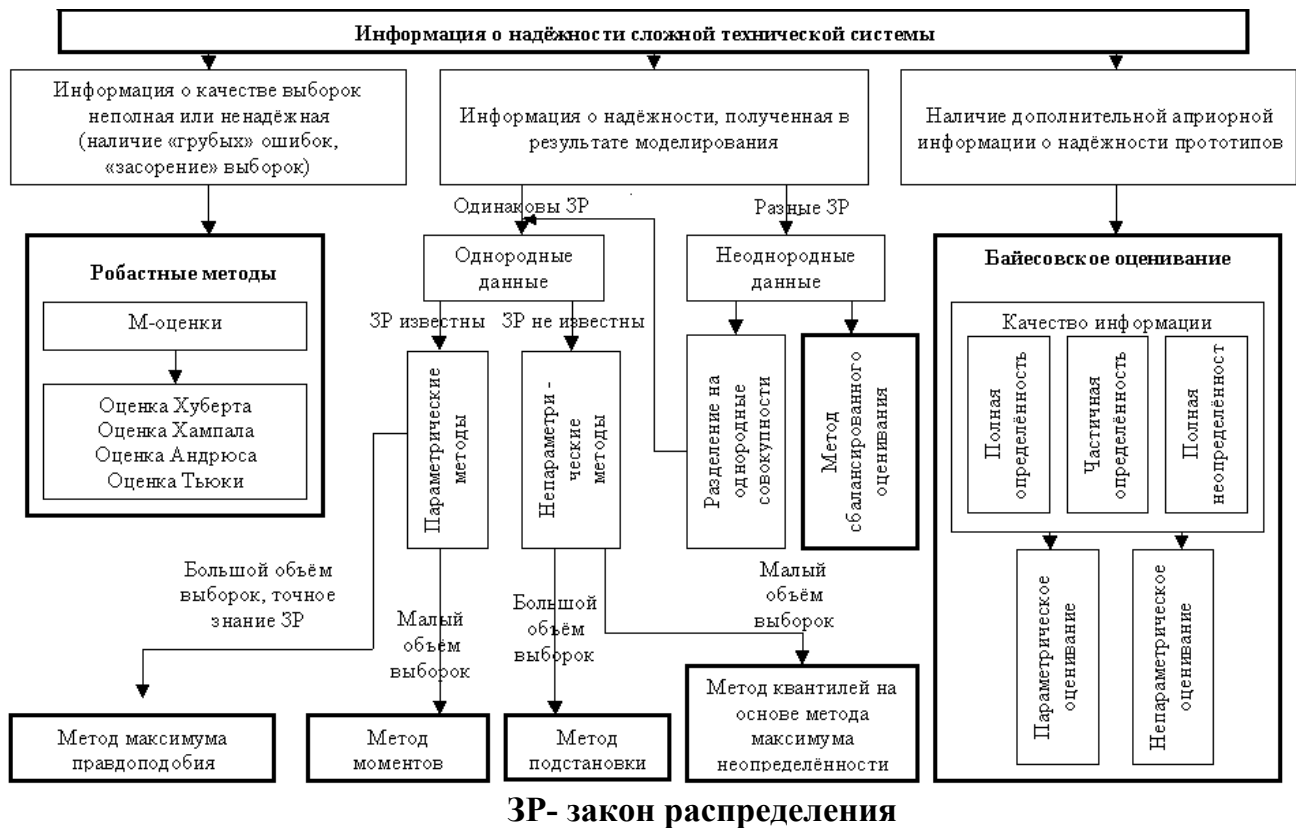 Информация о надёжности сложной технической системы
Информация о качестве выборок
неполная или ненадёжная
(наличие «грубых» ошибок,
«засорение» выборок)
Информация о надёжности, полученная в
результате моделирования
Наличие дополнительной априорной
информации о надёжности прототипов
Одинаковы ЗР
Разные ЗР
Робастные методы
М-оценки
Оценка Хуберта
Оценка Хампала
Оценка Андрюса
Оценка Тьюки
Однородные
данные
Неоднородные
данные
ЗР известны
ЗР не известны
Параметрические
методы
Непараметри -
ческие
методы
Разделение на
однородные
совокупности
Метод
сбалансированного
оценивания
Байесовское оценивание
Качество информации
Полная
определённость
Частичная
определённость
Полная
неопределённост
Параметрическое
оценивание
Непараметрическое
оценивание
Большой объём
выборок, точное
знание ЗР
Малый
объём
выборок
Большой
объём
выборок
Малый
объём
выборок
Метод максимума
правдоподобия
Метод
моментов
Метод
подстановки
Метод квантилей на
основе метода
максимума
неопределённости
ЗР- закон распределения